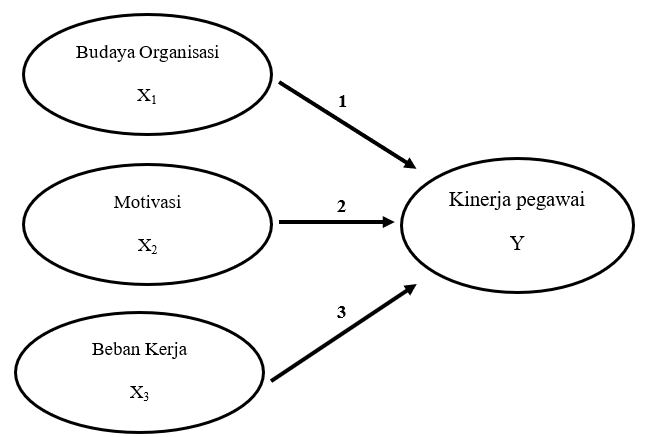 Budaya Organisasi
X₁
1
Motivasi
X₂
2
Kinerja pegawai
Y
Beban Kerja
X₃
3